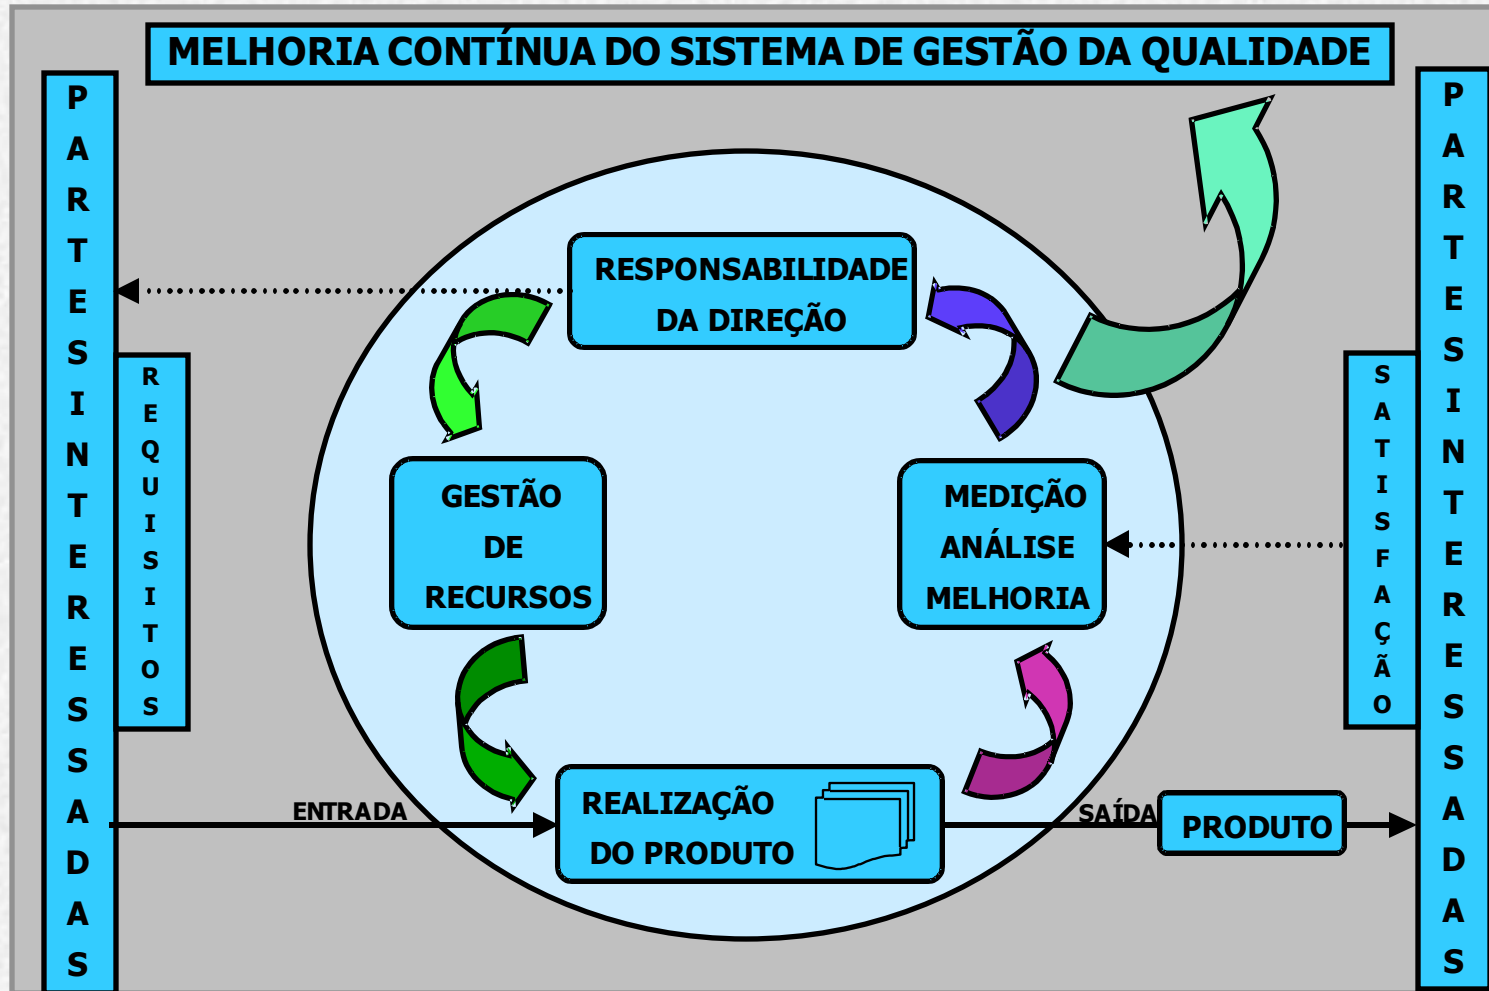 MELHORIA CONTÍNUA DO SISTEMA DE GESTÃO DA QUALIDADE
PARTES INTERESSADAS
REQUISITOS
RESPONSABILIDADE
DA DIREÇÃO
GESTÃO
DE
RECURSOS
MEDIÇÃO
ANÁLISE
MELHORIA
REALIZAÇÃO
DO PRODUTO
ENTRADA
SAÍDA
PRODUTO
SATISFAÇÃO
PARTES INTERESSADAS